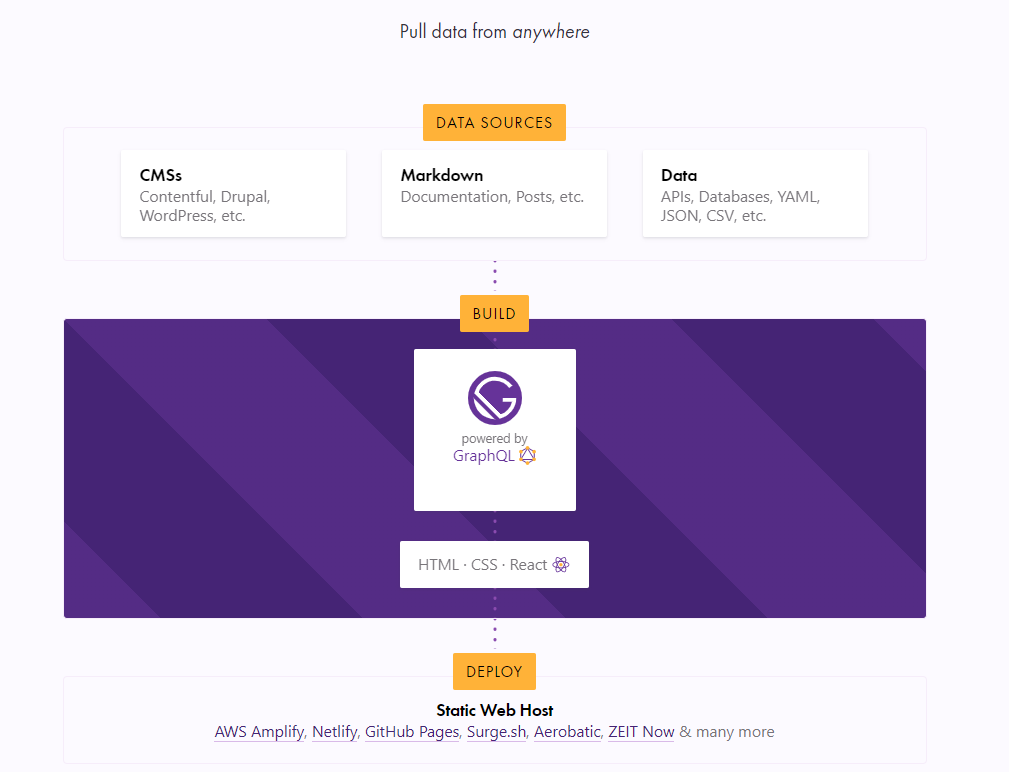 Pull data from anywhere
DATA SOURCES
CMSs
Contentful, Drupal,
WordPress, etc.
Markdown
Documentation, Posts, etc.
Data
APIs, Databases, YAML,
JSON, CSV, etc.
BUILD
powered by
GraphQL
HTML · CSS · React
DEPLOY
Static Web Host
AWS Amplify, Netlify, GitHub Pages, Surge.sh, Aerobatic, ZEIT Now & many more